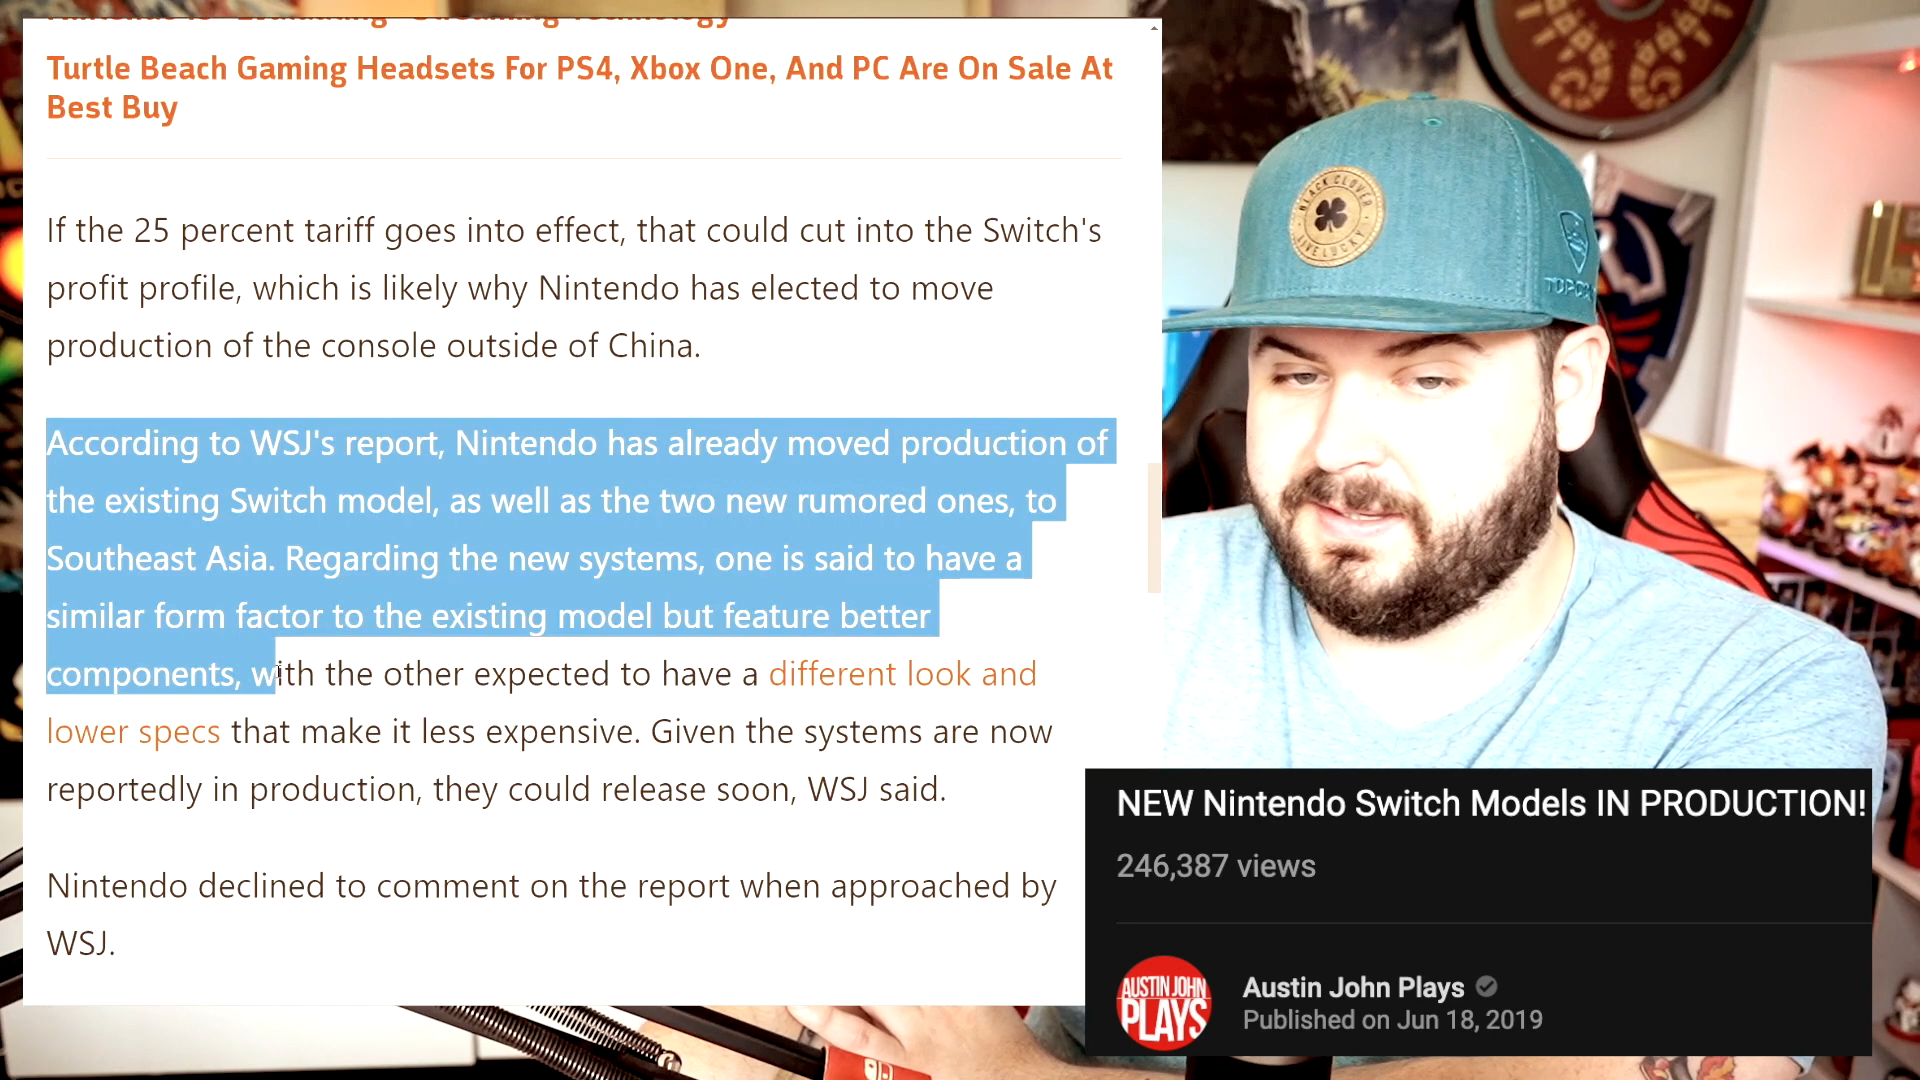 Turtle Beach Gaming Headsets For PS4, Xbox One, And PC Are On Sale At
Best Buy
If the 25 percent tariff goes into effect, that could cut into the Switch's
profit profile, which is likely why Nintendo has elected to move
production of the console outside of China.
According to WSJ's report, Nintendo has already moved production of
the existing Switch model, as well as the two new rumored ones, to
Southeast Asia. Regarding the new systems, one is said to have a
similar form factor to the existing model but feature better
components, with the other expected to have a different look and
lower specs that make it less expensive. Given the systems are now
reportedly in production, they could release soon, WSJ said.
Nintendo declined to comment on the report when approached by
WSJ.
BLACK CLOVER
LIVE LUCKY
NEW Nintendo Switch Models IN PRODUCTION!
246,387 views
AUSTIN JOHN
PLAYS
Austin John Plays
Published on Jun 18, 2019